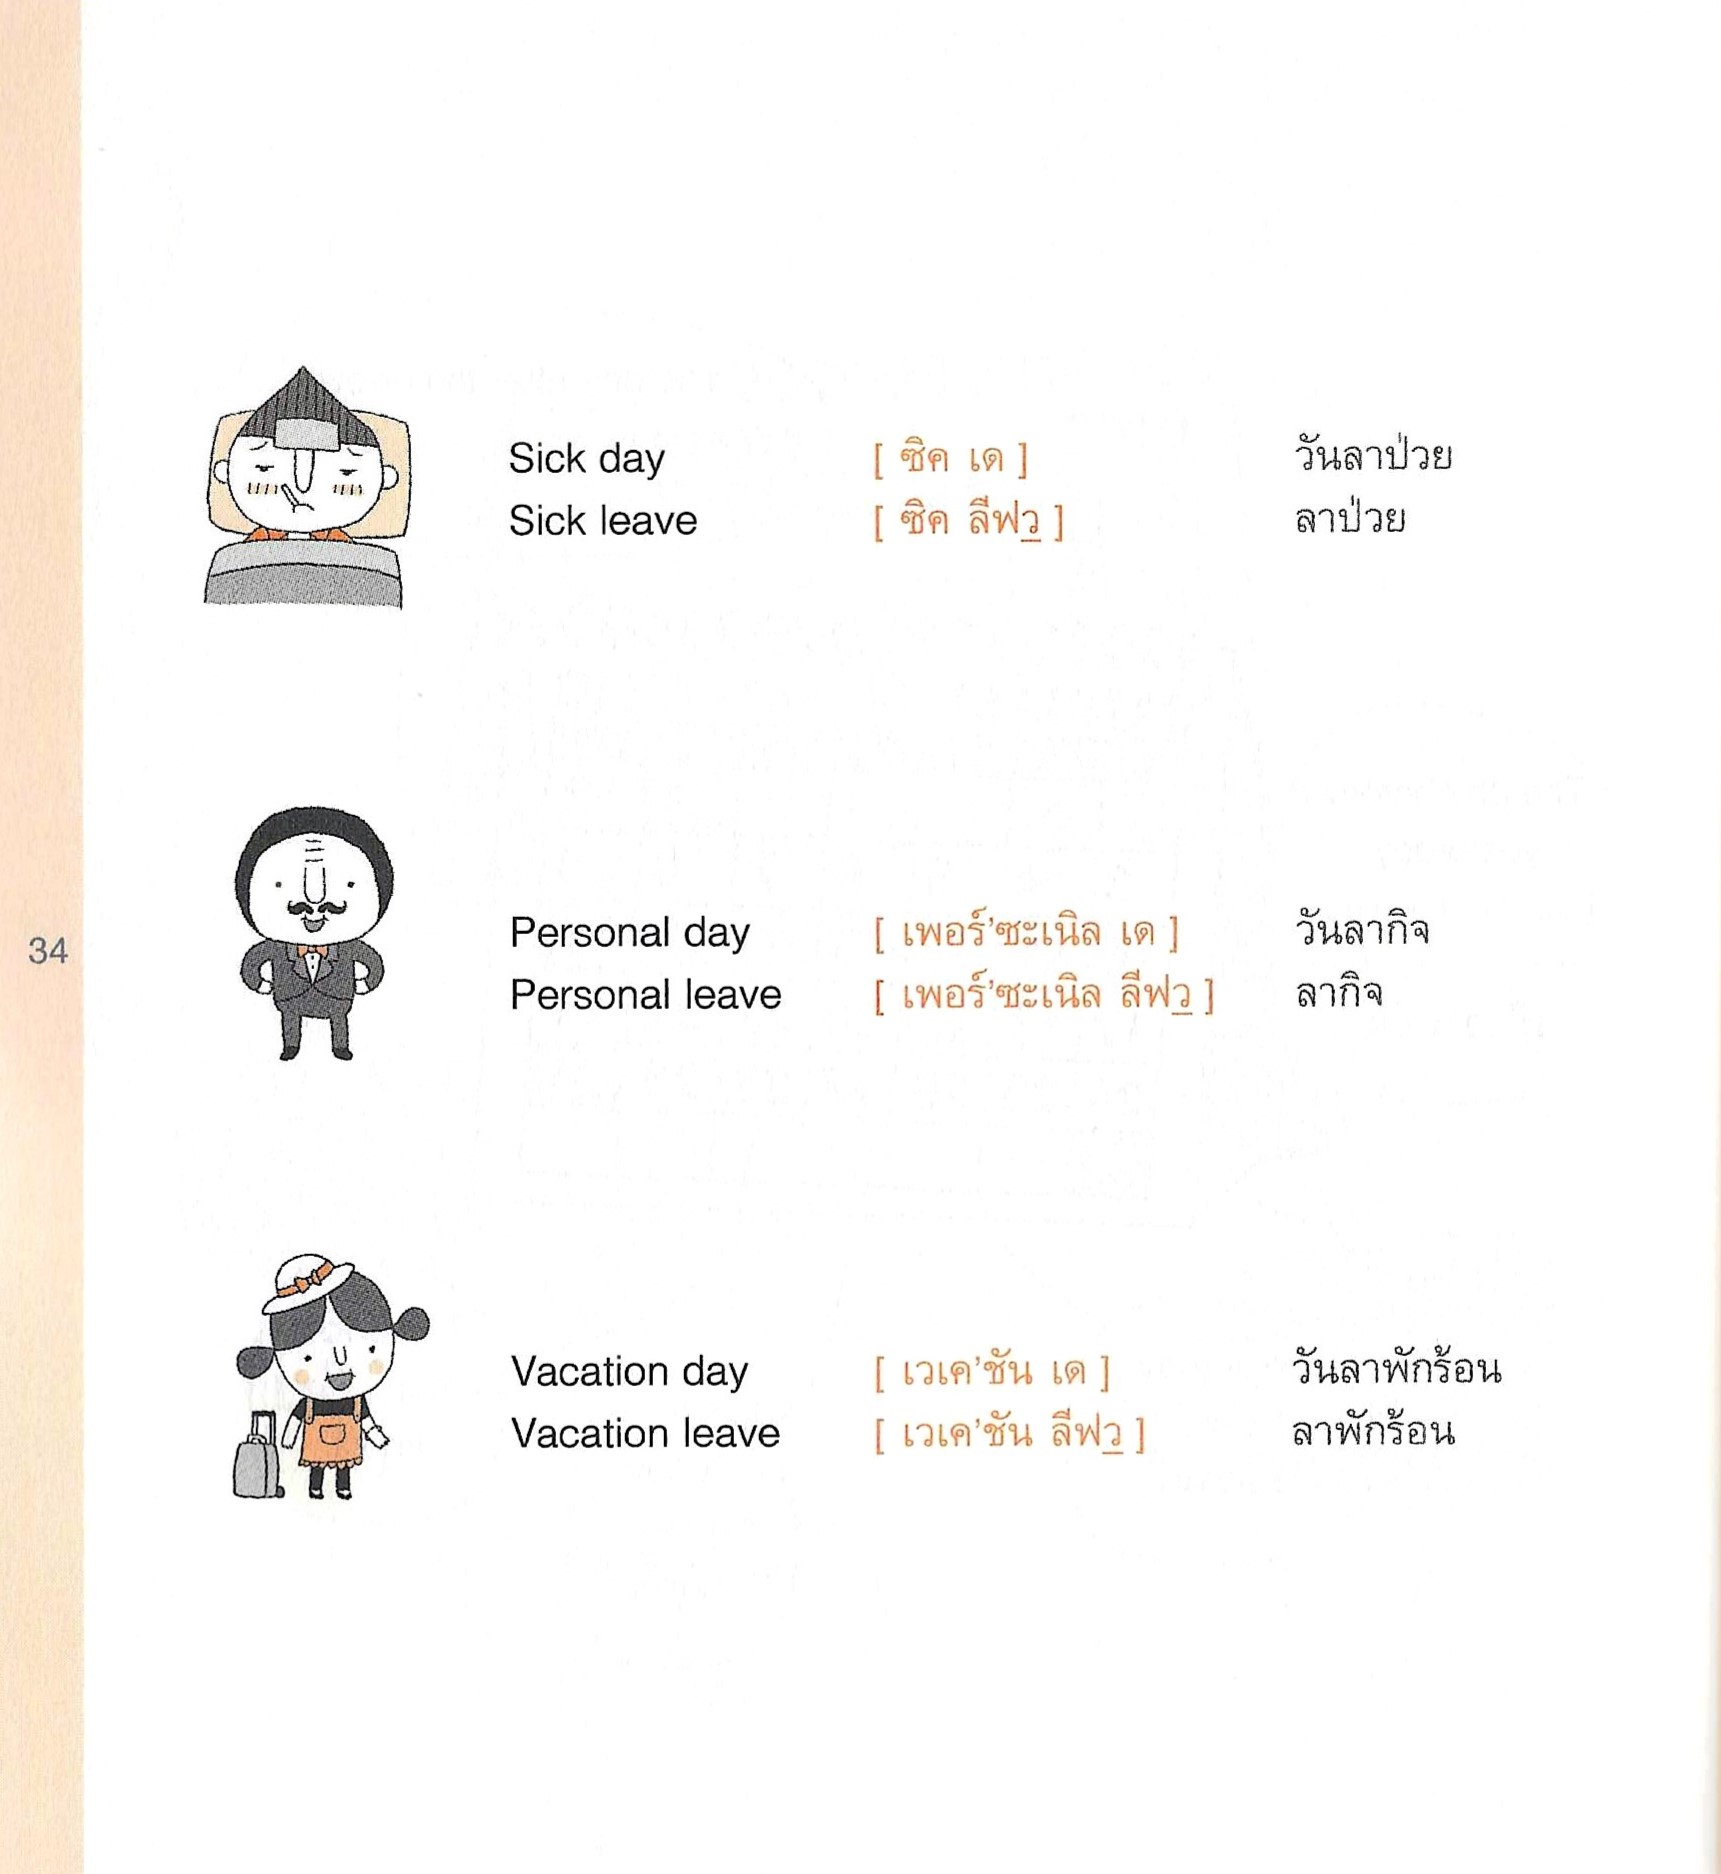 Sick day [ ซิค เด ] วันลาป่วย
Sick leave [ ซิค ลีฟว ] ลาป่วย
34
Personal day [ เพอร์'ซะเนิล เด ] วันลากิจ
Personal leave [ เพอร์'ซะเนิล ลีฟว ] ลากิจ
Vacation day [ เวเค'ชัน เด ] วันลาพักร้อน
Vacation leave [ เวเค'ชัน ลีฟว ] ลาพักร้อน